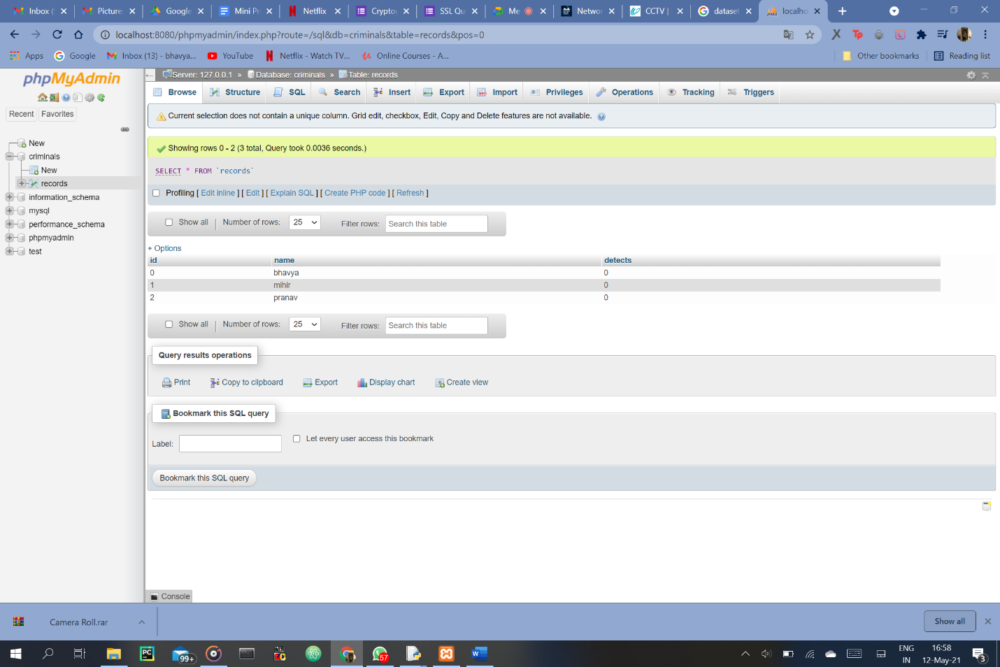 Inbox (
Picture:
Google
Mini Pr
Netflix
Crypto
SSL Qu
Me
Networ
CCTV |
dataset
localho
localhost:8080/phpmyadmin/index.php?route=/sql&db=criminals&table=records&pos=0
Apps
Google
Inbox (13) - bhavya...
YouTube
Netflix - Watch TV...
Online Courses - A...
Other bookmarks
Reading list
phpMyAdmin
Recent
Favorites
New
criminals
New
records
information_schema
mysql
performance_schema
phpmyadmin
test
Server: 127.0.0.1 » Database: criminals » Table: records
Browse
Structure
SQL
Search
Insert
Export
Import
Privileges
Operations
Tracking
Triggers
Current selection does not contain a unique column. Grid edit, checkbox, Edit, Copy and Delete features are not available.
Showing rows 0 - 2 (3 total, Query took 0.0036 seconds.)
SELECT * FROM `records`
Profiling [ Edit inline ] [ Edit ] [ Explain SQL ] [ Create PHP code ] [ Refresh ]
Show all | Number of rows: 25 Filter rows: Search this table
+ Options
id name detects
0 bhavya 0
1 mihir 0
2 pranav 0
Show all | Number of rows: 25 Filter rows: Search this table
Query results operations
Print
Copy to clipboard
Export
Display chart
Create view
Bookmark this SQL query
Label:
Let every user access this bookmark
Bookmark this SQL query
Console
Camera Roll.rar
Show all
PC
99+
57
W
ENG
IN
16:58
12-May-21
3